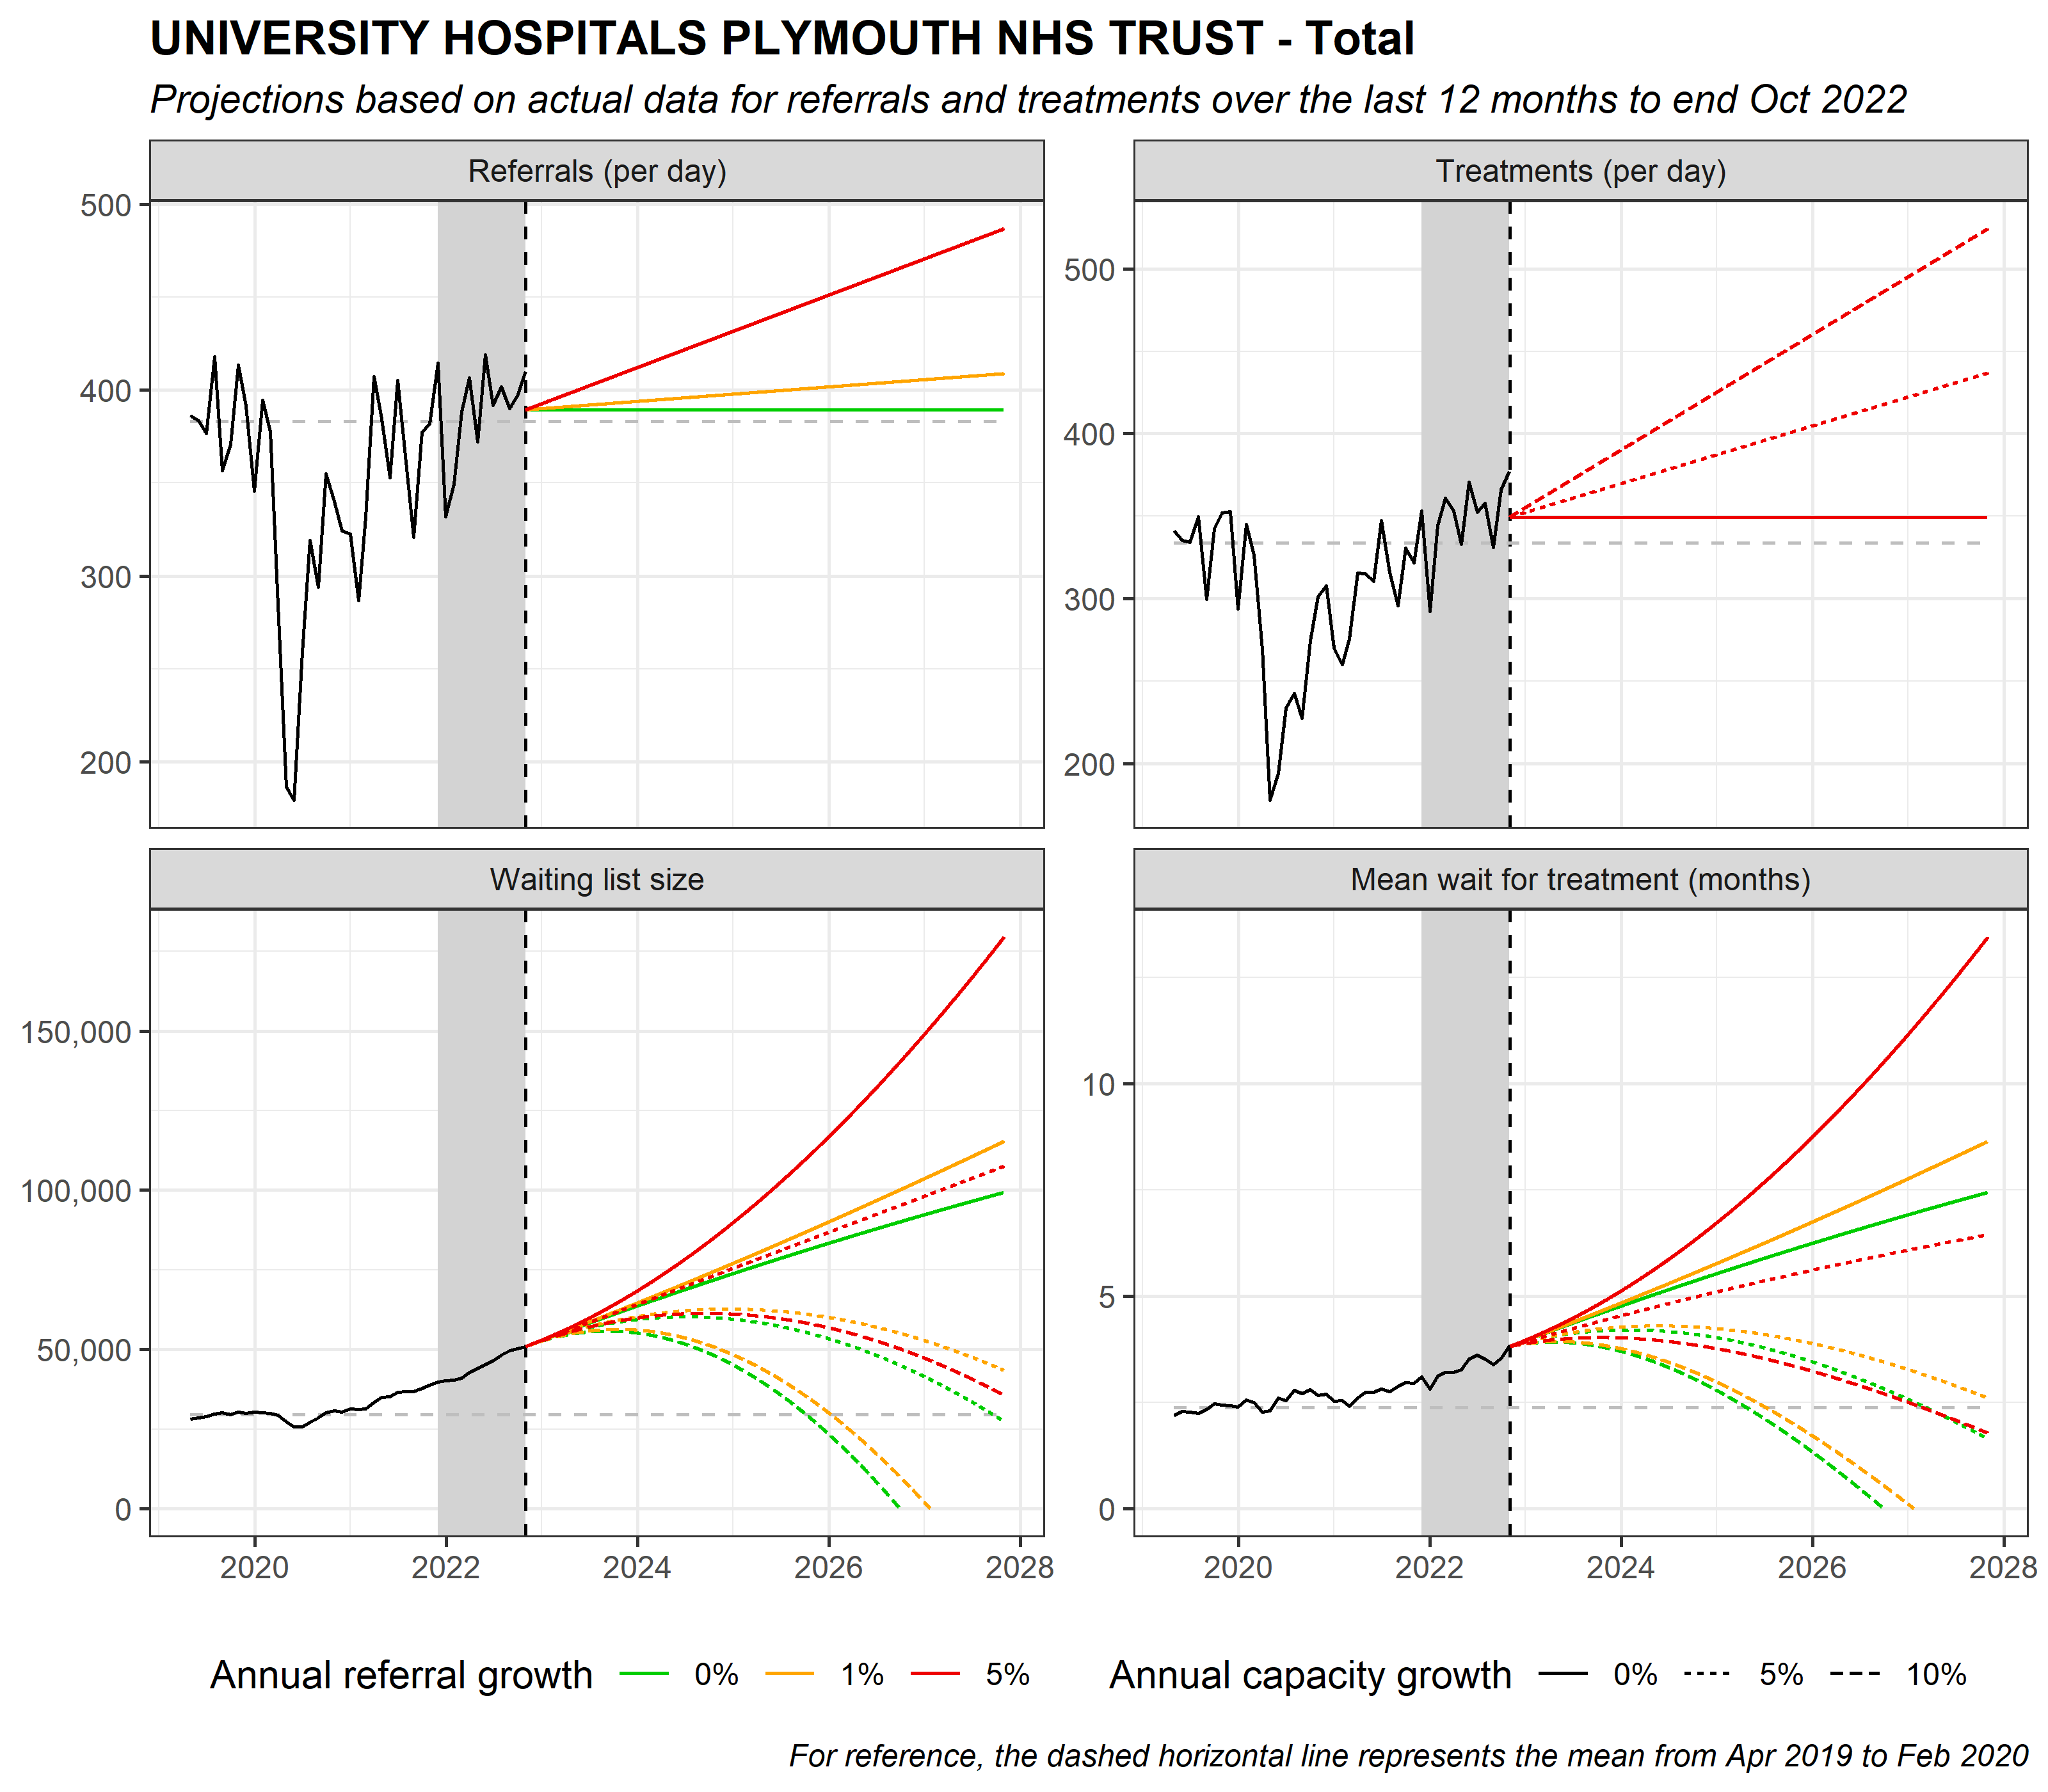 UNIVERSITY HOSPITALS PLYMOUTH NHS TRUST - Total
Projections based on actual data for referrals and treatments over the last 12 months to end Oct 2022
Referrals (per day)
500
400
300
200
Treatments (per day)
500
400
300
200
Waiting list size
150,000
100,000
50,000
0
2020 2022 2024 2026 2028
Mean wait for treatment (months)
10
5
0
2020 2022 2024 2026 2028
Annual referral growth 0% 1% 5%
Annual capacity growth 0% 5% 10%
For reference, the dashed horizontal line represents the mean from Apr 2019 to Feb 2020